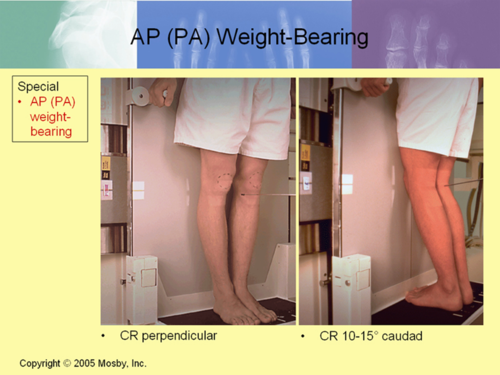 AP (PA) Weight-Bearing
Special
• AP (PA)
weight-
bearing
• CR perpendicular
• CR 10-15° caudad
Copyright © 2005 Mosby, Inc.